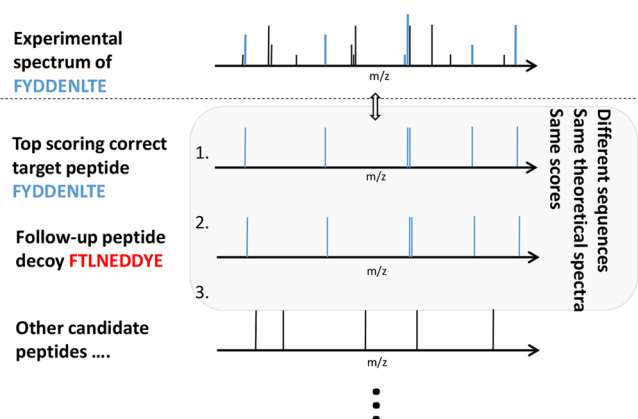 Experimental
spectrum of
FYDDENLTE
m/z
Top scoring correct
target peptide
FYDDENLTE
1.
m/z
Follow-up peptide
decoy FTLNEDDYE
2.
m/z
3.
Other candidate
peptides ....
m/z
Different sequences
Same theoretical spectra
Same scores